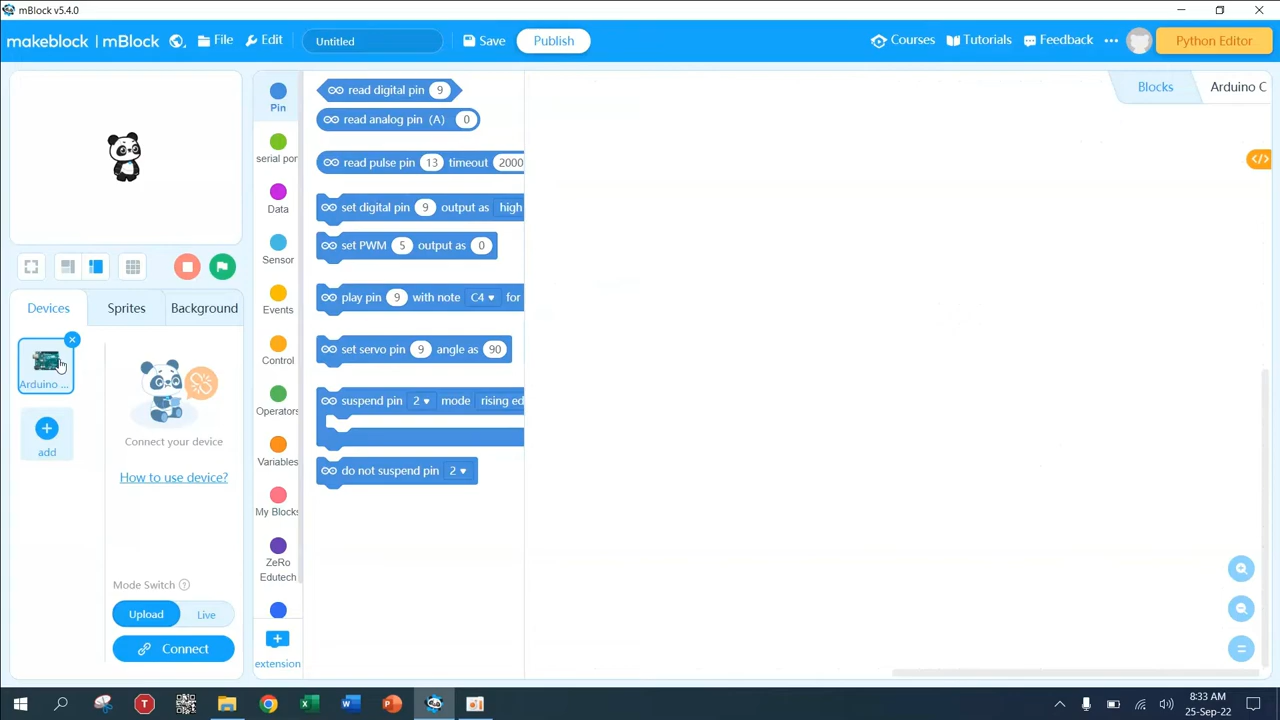 mBlock v5.4.0
makeblock | mBlock File Edit Untitled Save Publish Courses Tutorials Feedback Python Editor
Blocks Arduino C
Pin
serial por
Data
Sensor
Events
Control
Operators
Variables
My Blocks
ZeRo
Edutech
extension
read digital pin 9
read analog pin (A) 0
read pulse pin 13 timeout 2000
set digital pin 9 output as high
set PWM 5 output as 0
play pin 9 with note C4 for
set servo pin 9 angle as 90
suspend pin 2 mode rising ed
do not suspend pin 2
Devices Sprites Background
Arduino ...
add
Connect your device
How to use device?
Mode Switch ?
Upload Live
Connect
8:33 AM
25-Sep-22